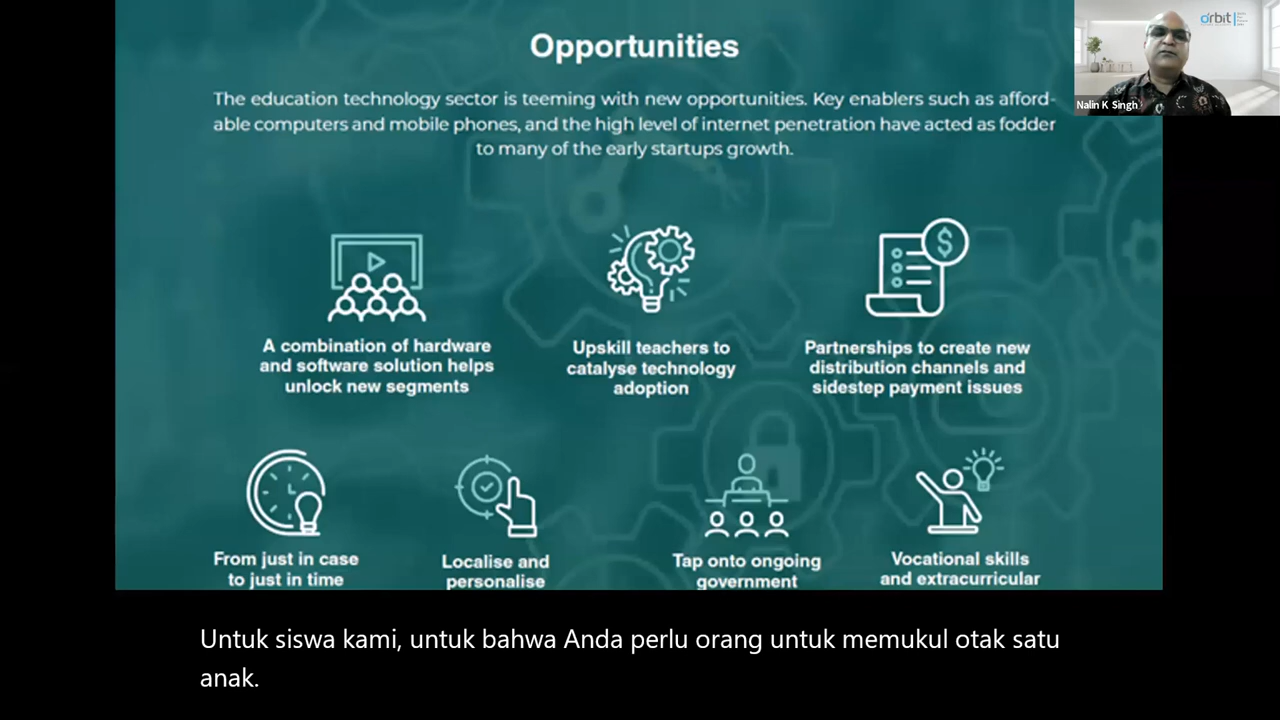 Opportunities
The education technology sector is teeming with new opportunities. Key enablers such as afford-
able computers and mobile phones, and the high level of internet penetration have acted as fodder
to many of the early startups growth.
orbit
Nalin K Singh
A combination of hardware
and software solution helps
unlock new segments
Upskill teachers to
catalyse technology
adoption
Partnerships to create new
distribution channels and
sidestep payment issues
From just in case
to just in time
Localise and
personalise
Tap onto ongoing
government
Vocational skills
and extracurricular
Untuk siswa kami, untuk bahwa Anda perlu orang untuk memukul otak satu
anak.